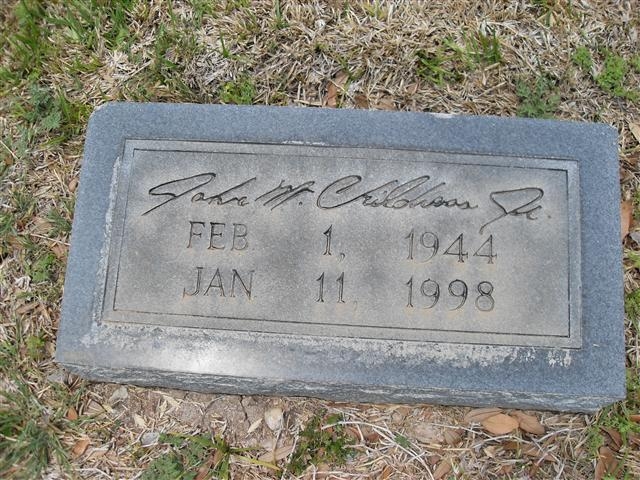 John W. Childress Jr.
FEB 1, 1944
JAN 11, 1998